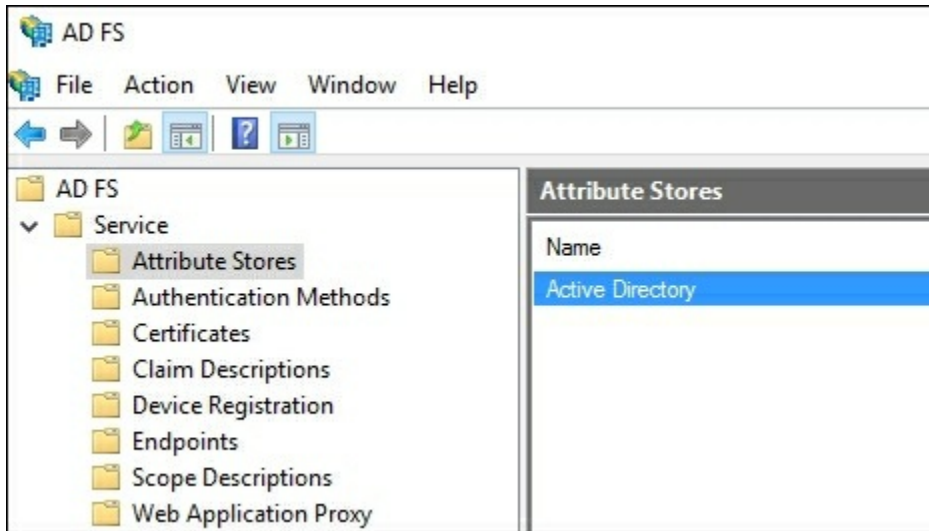 AD FS
File Action View Window Help
AD FS
Service
Attribute Stores
Authentication Methods
Certificates
Claim Descriptions
Device Registration
Endpoints
Scope Descriptions
Web Application Proxy
Attribute Stores
Name
Active Directory